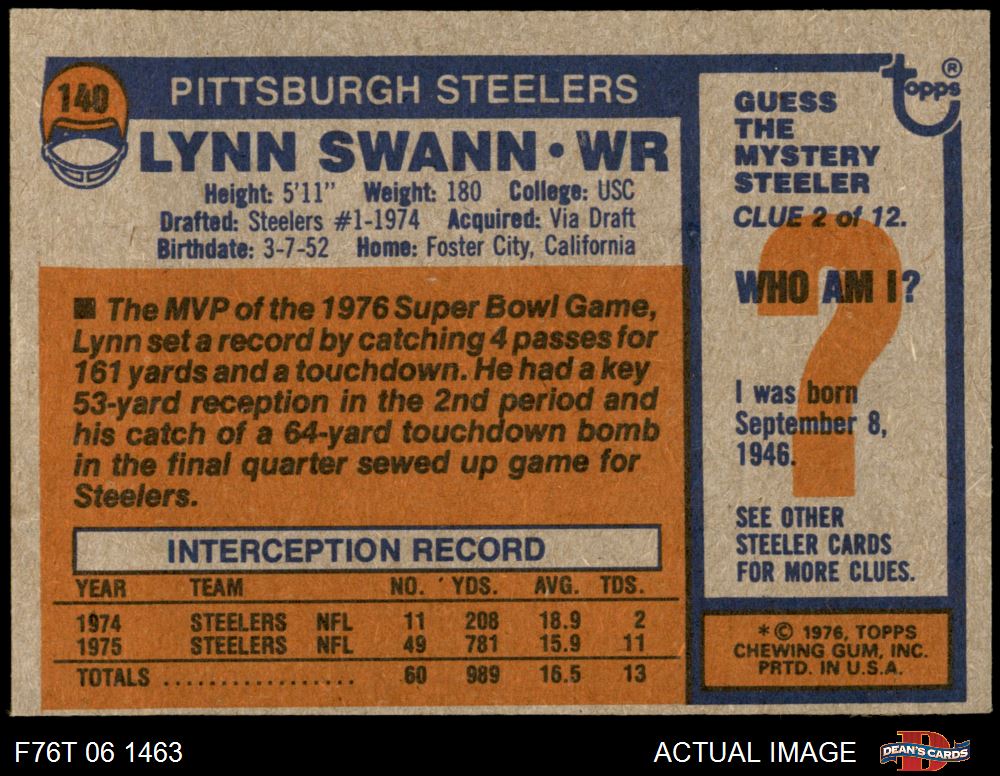 140
PITTSBURGH STEELERS
LYNN SWANN • WR
Height: 5'11" Weight: 180 College: USC
Drafted: Steelers #1-1974 Acquired: Via Draft
Birthdate: 3-7-52 Home: Foster City, California
■ The MVP of the 1976 Super Bowl Game,
Lynn set a record by catching 4 passes for
161 yards and a touchdown. He had a key
53-yard reception in the 2nd period and
his catch of a 64-yard touchdown bomb
in the final quarter sewed up game for
Steelers.
INTERCEPTION RECORD
YEAR TEAM NO. YDS. AVG. TDS.
1974 STEELERS NFL 11 208 18.9 2
1975 STEELERS NFL 49 781 15.9 11
TOTALS ................. 60 989 16.5 13
topps ®
GUESS
THE
MYSTERY
STEELER
CLUE 2 of 12.
WHO AM I?
?
I was born
September 8,
1946.
SEE OTHER
STEELER CARDS
FOR MORE CLUES.
* © 1976, TOPPS
CHEWING GUM, INC.
PRTD. IN U.S.A.
F76T 06 1463
ACTUAL IMAGE
D
DEAN'S CARDS